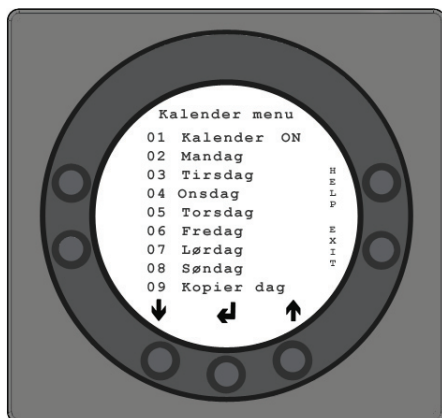 Kalender menu
01 Kalender ON
02 Mandag
03 Tirsdag
04 Onsdag
05 Torsdag
06 Fredag
07 Lørdag
08 Søndag
09 Kopier dag
HELP
EXIT